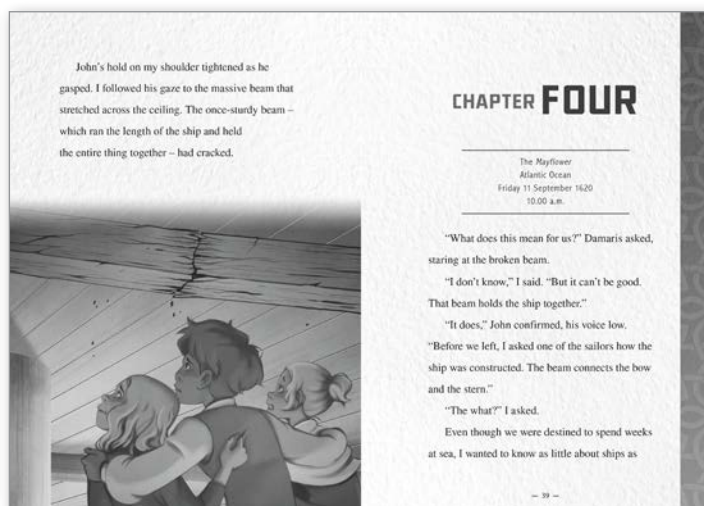 John's hold on my shoulder tightened as he
gasped. I followed his gaze to the massive beam that
stretched across the ceiling. The once-sturdy beam –
which ran the length of the ship and held
the entire thing together – had cracked.
CHAPTER FOUR
The Mayflower
Atlantic Ocean
Friday 11 September 1620
10.00 a.m.
"What does this mean for us?" Damaris asked,
staring at the broken beam.
"I don't know," I said. "But it can't be good.
That beam holds the ship together."
"It does," John confirmed, his voice low.
"Before we left, I asked one of the sailors how the
ship was constructed. The beam connects the bow
and the stern."
"The what?" I asked.
Even though we were destined to spend weeks
at sea, I wanted to know as little about ships as
— 39 —